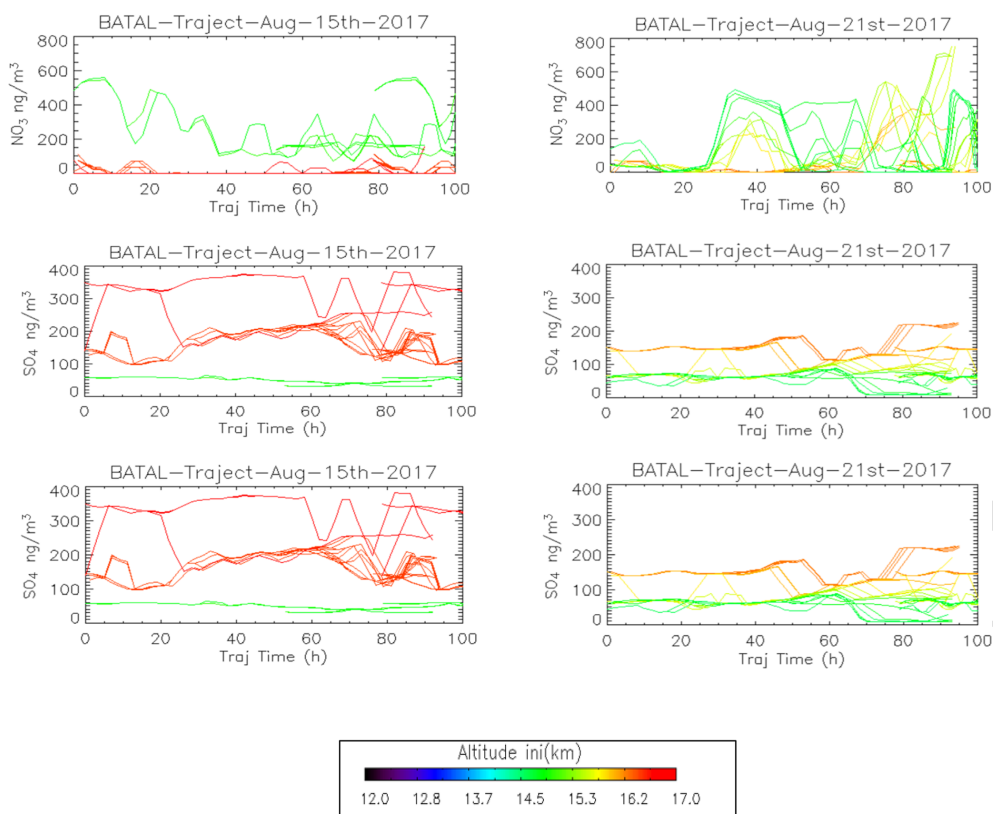 BATAL-Traject-Aug-15th-2017
800
600
400
200
0
NO3 ng/m3
0 20 40 60 80 100
Traj Time (h)
BATAL-Traject-Aug-21st-2017
800
600
400
200
0
NO3 ng/m3
0 20 40 60 80 100
Traj Time (h)
BATAL-Traject-Aug-15th-2017
400
300
200
100
0
SO4 ng/m3
0 20 40 60 80 100
Traj Time (h)
BATAL-Traject-Aug-21st-2017
400
300
200
100
0
SO4 ng/m3
0 20 40 60 80 100
Traj Time (h)
BATAL-Traject-Aug-15th-2017
400
300
200
100
0
SO4 ng/m3
0 20 40 60 80 100
Traj Time (h)
BATAL-Traject-Aug-21st-2017
400
300
200
100
0
SO4 ng/m3
0 20 40 60 80 100
Traj Time (h)
Altitude ini(km)
12.0 12.8 13.7 14.5 15.3 16.2 17.0